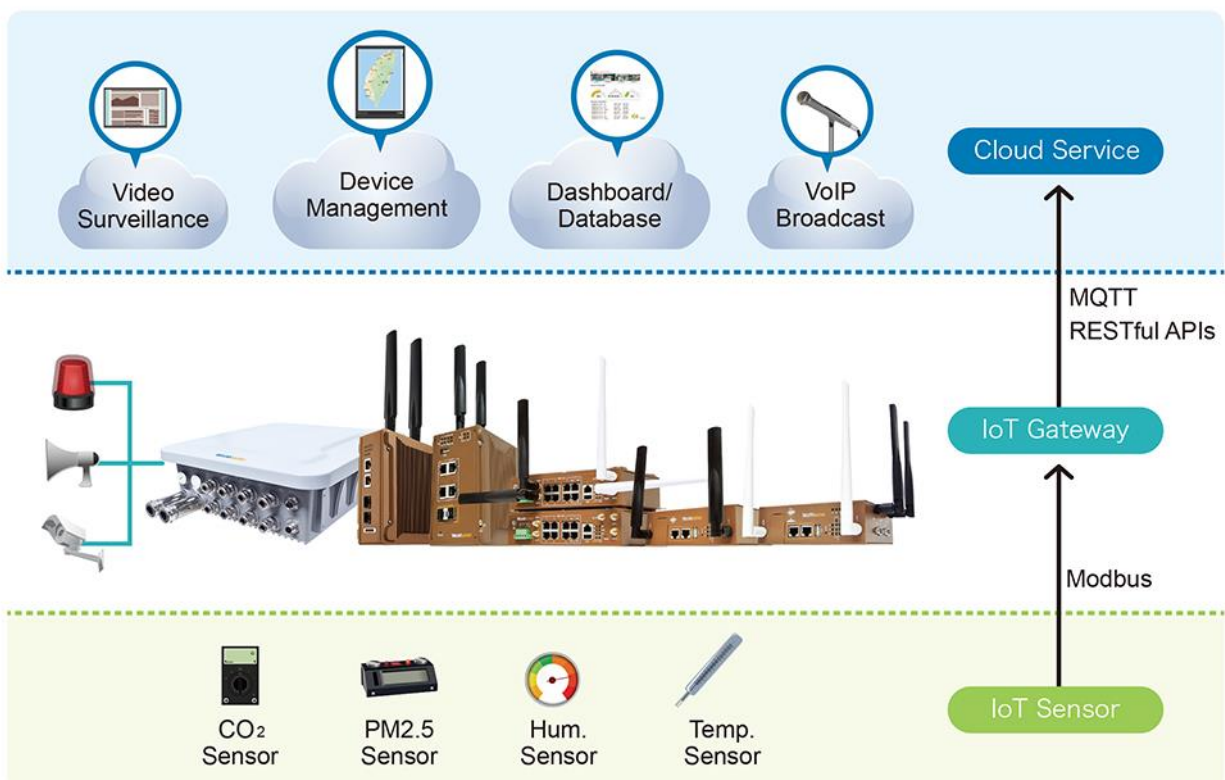 Video
Surveillance
Device
Management
Dashboard/
Database
VoIP
Broadcast
Cloud Service
MQTT
RESTful APIs
IoT Gateway
Modbus
CO₂
Sensor
PM2.5
Sensor
Hum.
Sensor
Temp.
Sensor
IoT Sensor